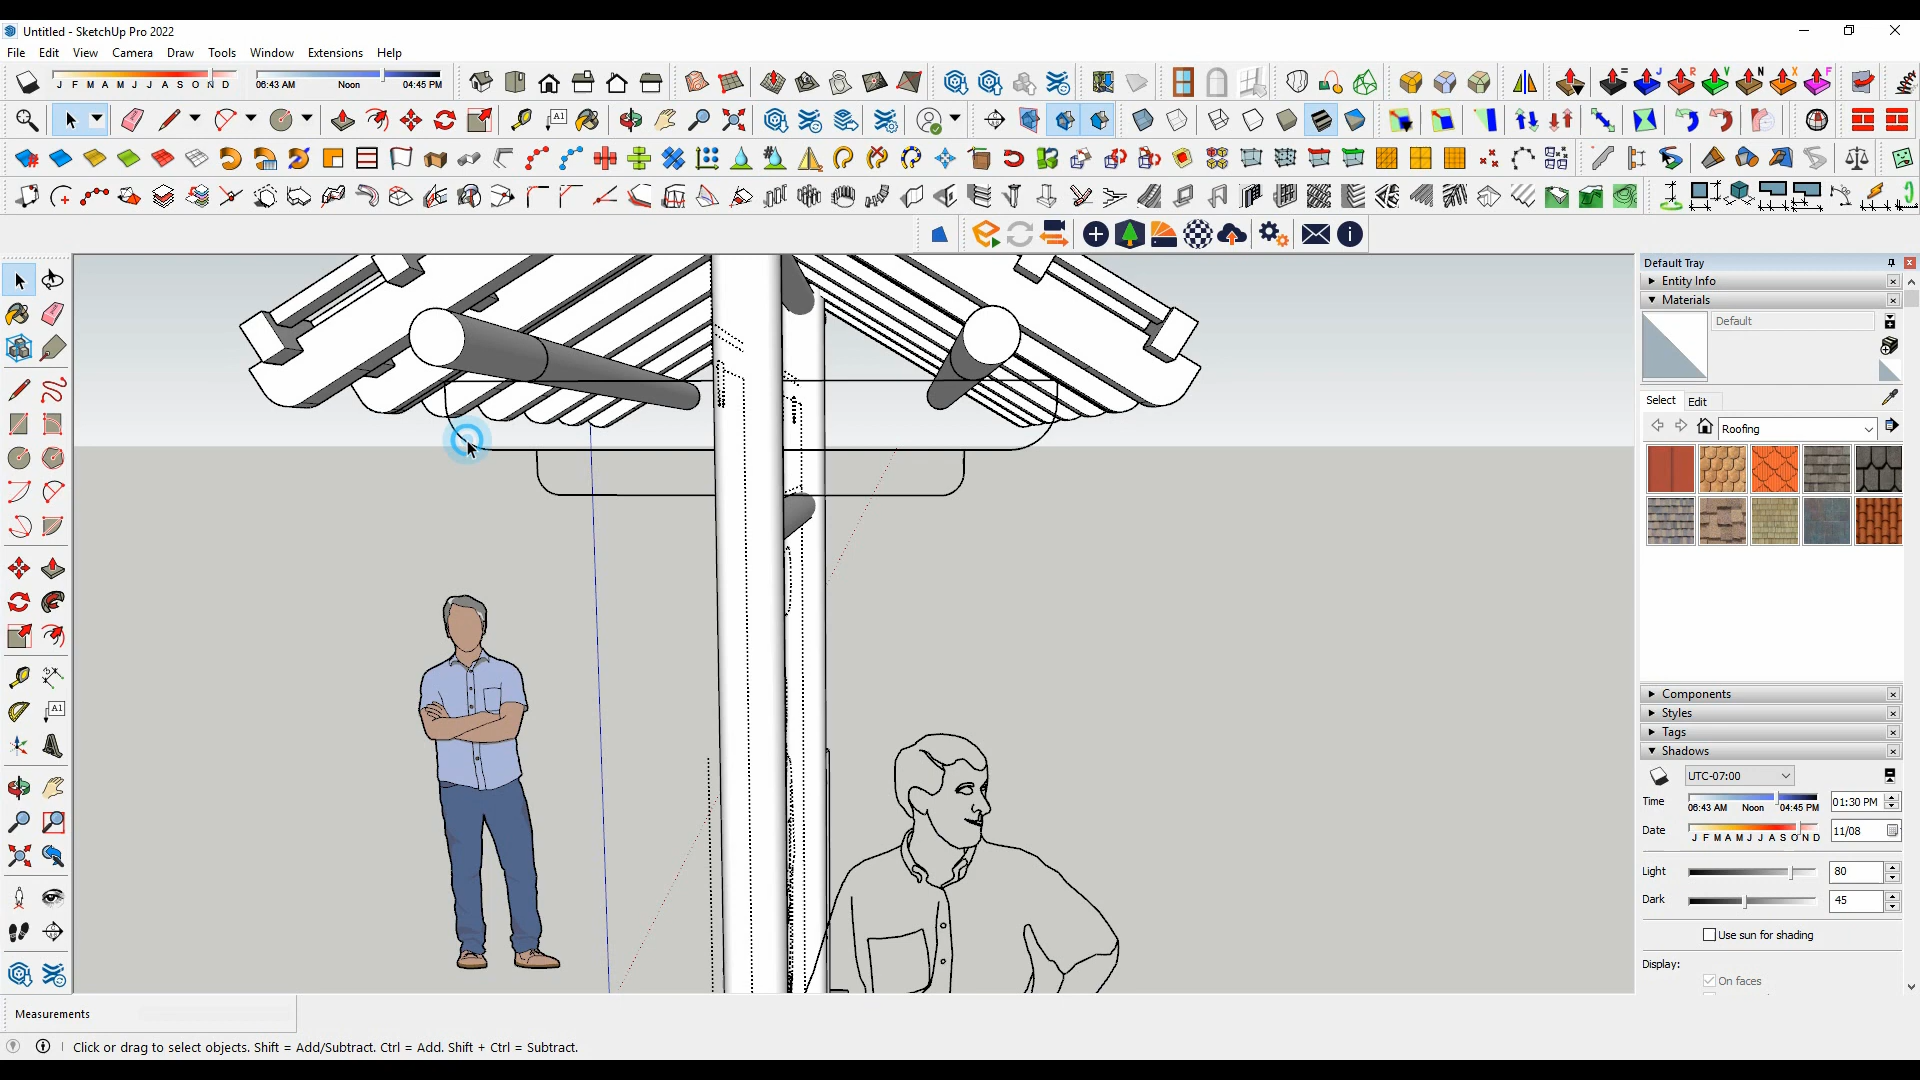 Untitled - SketchUp Pro 2022
File Edit View Camera Draw Tools Window Extensions Help
J F M A M J J A S O N D 06:43 AM Noon 04:45 PM
Default Tray
Entity Info
Materials
Default
Select Edit
Roofing
Components
Styles
Tags
Shadows
UTC-07:00
Time 06:43 AM Noon 04:45 PM 01:30 PM
Date J F M A M J J A S O N D 11/08
Light 80
Dark 45
Use sun for shading
Display:
On faces
Measurements
Click or drag to select objects. Shift = Add/Subtract. Ctrl = Add. Shift + Ctrl = Subtract.